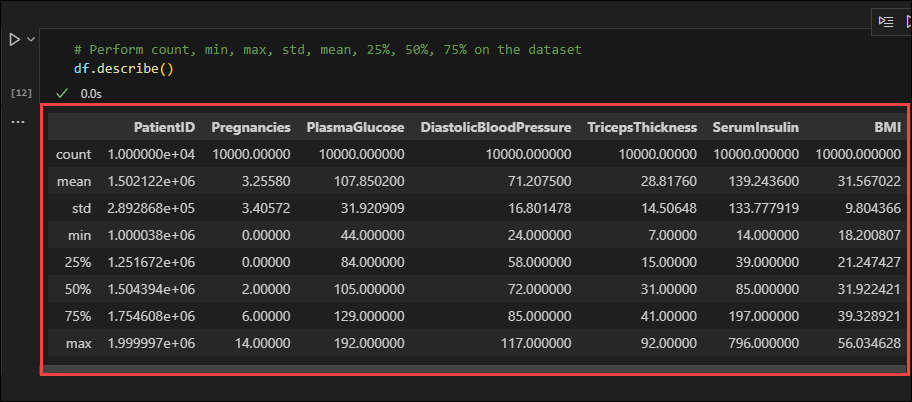 # Perform count, min, max, std, mean, 25%, 50%, 75% on the dataset
df.describe()
[12] 0.0s
...
PatientID Pregnancies PlasmaGlucose DiastolicBloodPressure TricepsThickness SerumInsulin BMI
count 1.000000e+04 10000.00000 10000.000000 10000.000000 10000.00000 10000.000000 10000.000000
mean 1.502122e+06 3.25580 107.850200 71.207500 28.81760 139.243600 31.567022
std 2.892868e+05 3.40572 31.920909 16.801478 14.50648 133.777919 9.804366
min 1.000038e+06 0.00000 44.000000 24.000000 7.00000 14.000000 18.200807
25% 1.251672e+06 0.00000 84.000000 58.000000 15.00000 39.000000 21.247427
50% 1.504394e+06 2.00000 105.000000 72.000000 31.00000 85.000000 31.922421
75% 1.754608e+06 6.00000 129.000000 85.000000 41.00000 197.000000 39.328921
max 1.999997e+06 14.00000 192.000000 117.000000 92.00000 796.000000 56.034628